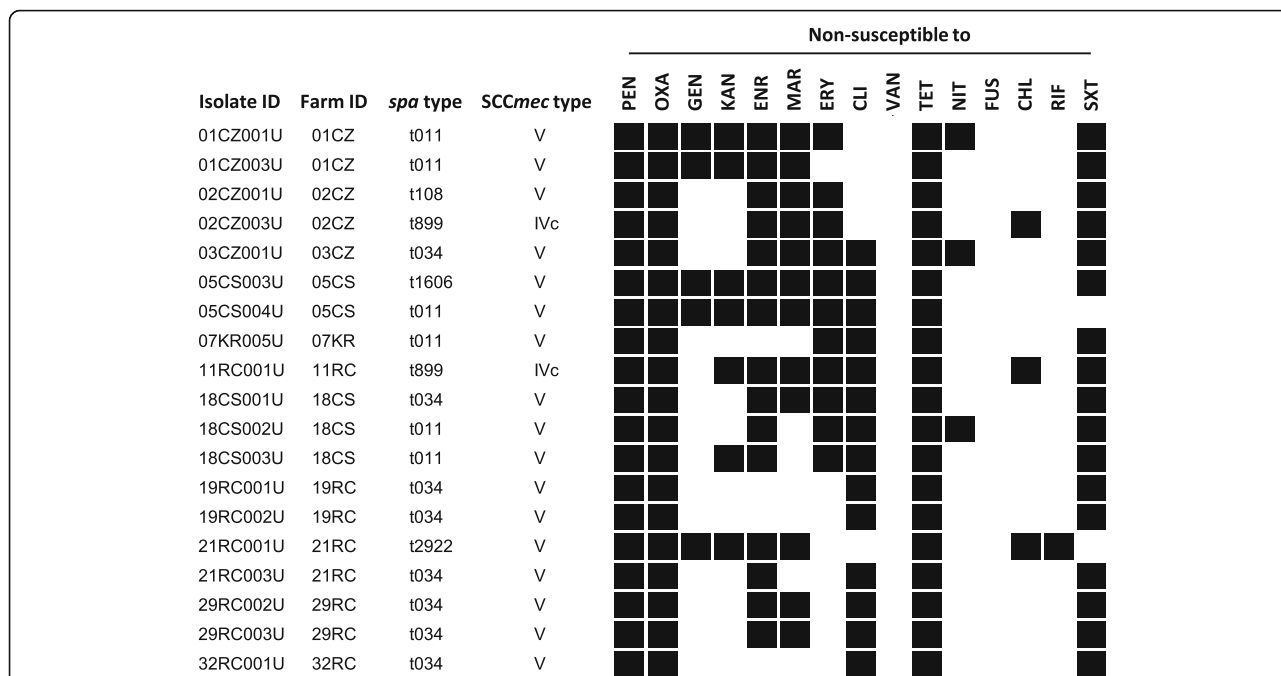 Non-susceptible to
Isolate ID Farm ID spa type SCCmec type PEN OXA GEN KAN ENR MAR ERY CLI VAN TET NIT FUS CHL RIF SXT
01CZ001U 01CZ t011 V
01CZ003U 01CZ t011 V
02CZ001U 02CZ t108 V
02CZ003U 02CZ t899 IVc
03CZ001U 03CZ t034 V
05CS003U 05CS t1606 V
05CS004U 05CS t011 V
07KR005U 07KR t011 V
11RC001U 11RC t899 IVc
18CS001U 18CS t034 V
18CS002U 18CS t011 V
18CS003U 18CS t011 V
19RC001U 19RC t034 V
19RC002U 19RC t034 V
21RC001U 21RC t2922 V
21RC003U 21RC t034 V
29RC002U 29RC t034 V
29RC003U 29RC t034 V
32RC001U 32RC t034 V